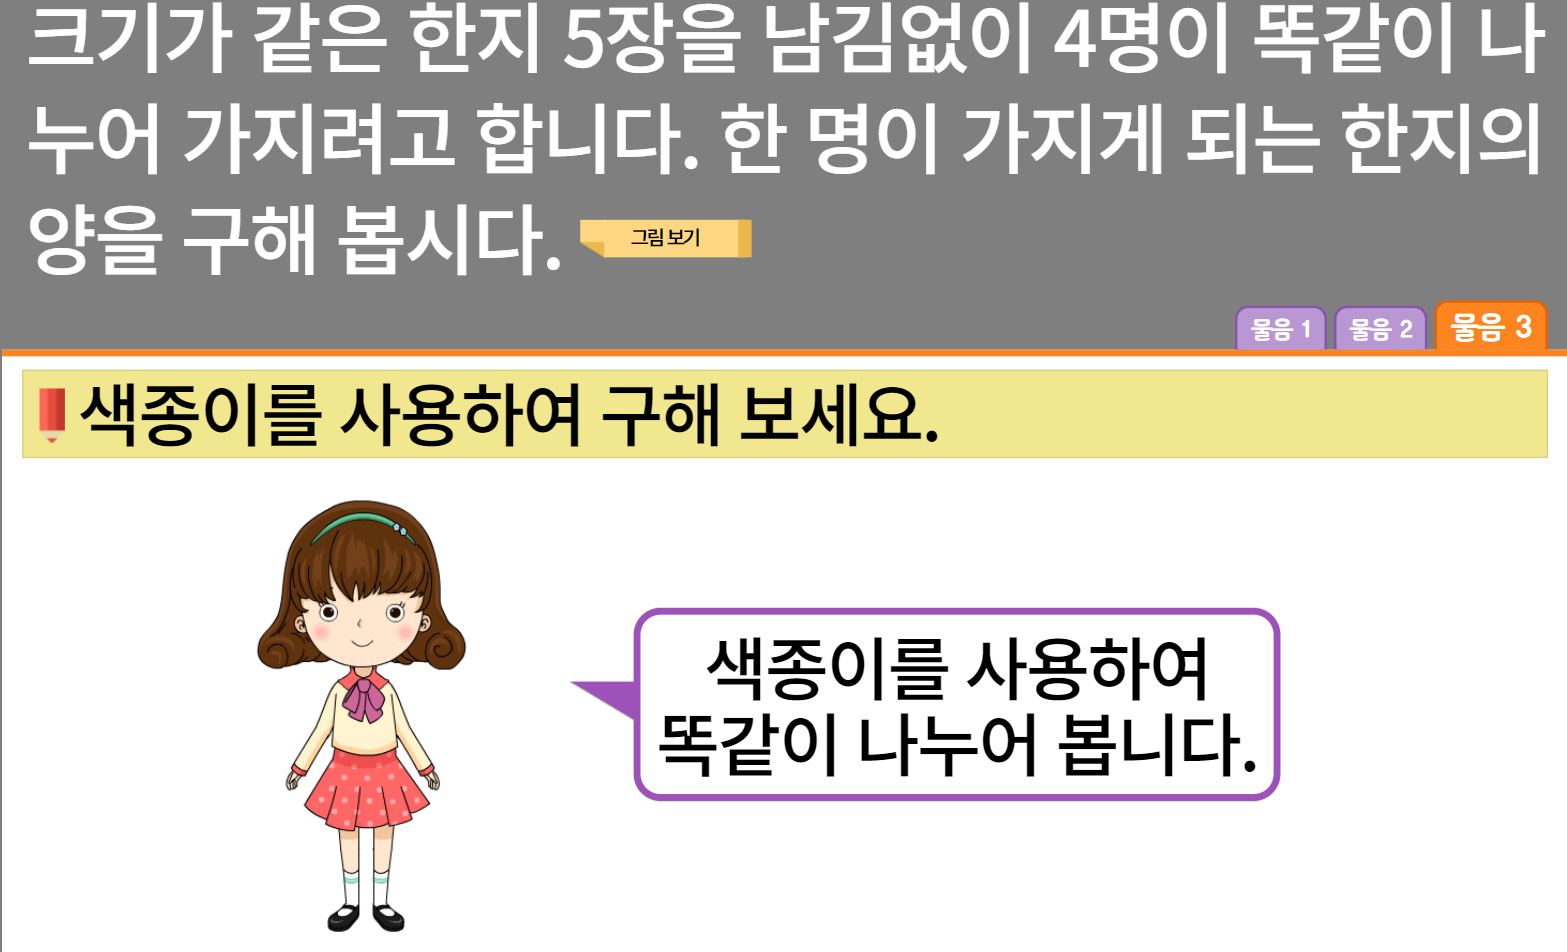 크기가 같은 한지 5장을 남김없이 4명이 똑같이 나
누어 가지려고 합니다. 한 명이 가지게 되는 한지의
양을 구해 봅시다. 그림 보기
물음 1 물음 2 물음 3
색종이를 사용하여 구해 보세요.
색종이를 사용하여
똑같이 나누어 봅니다.